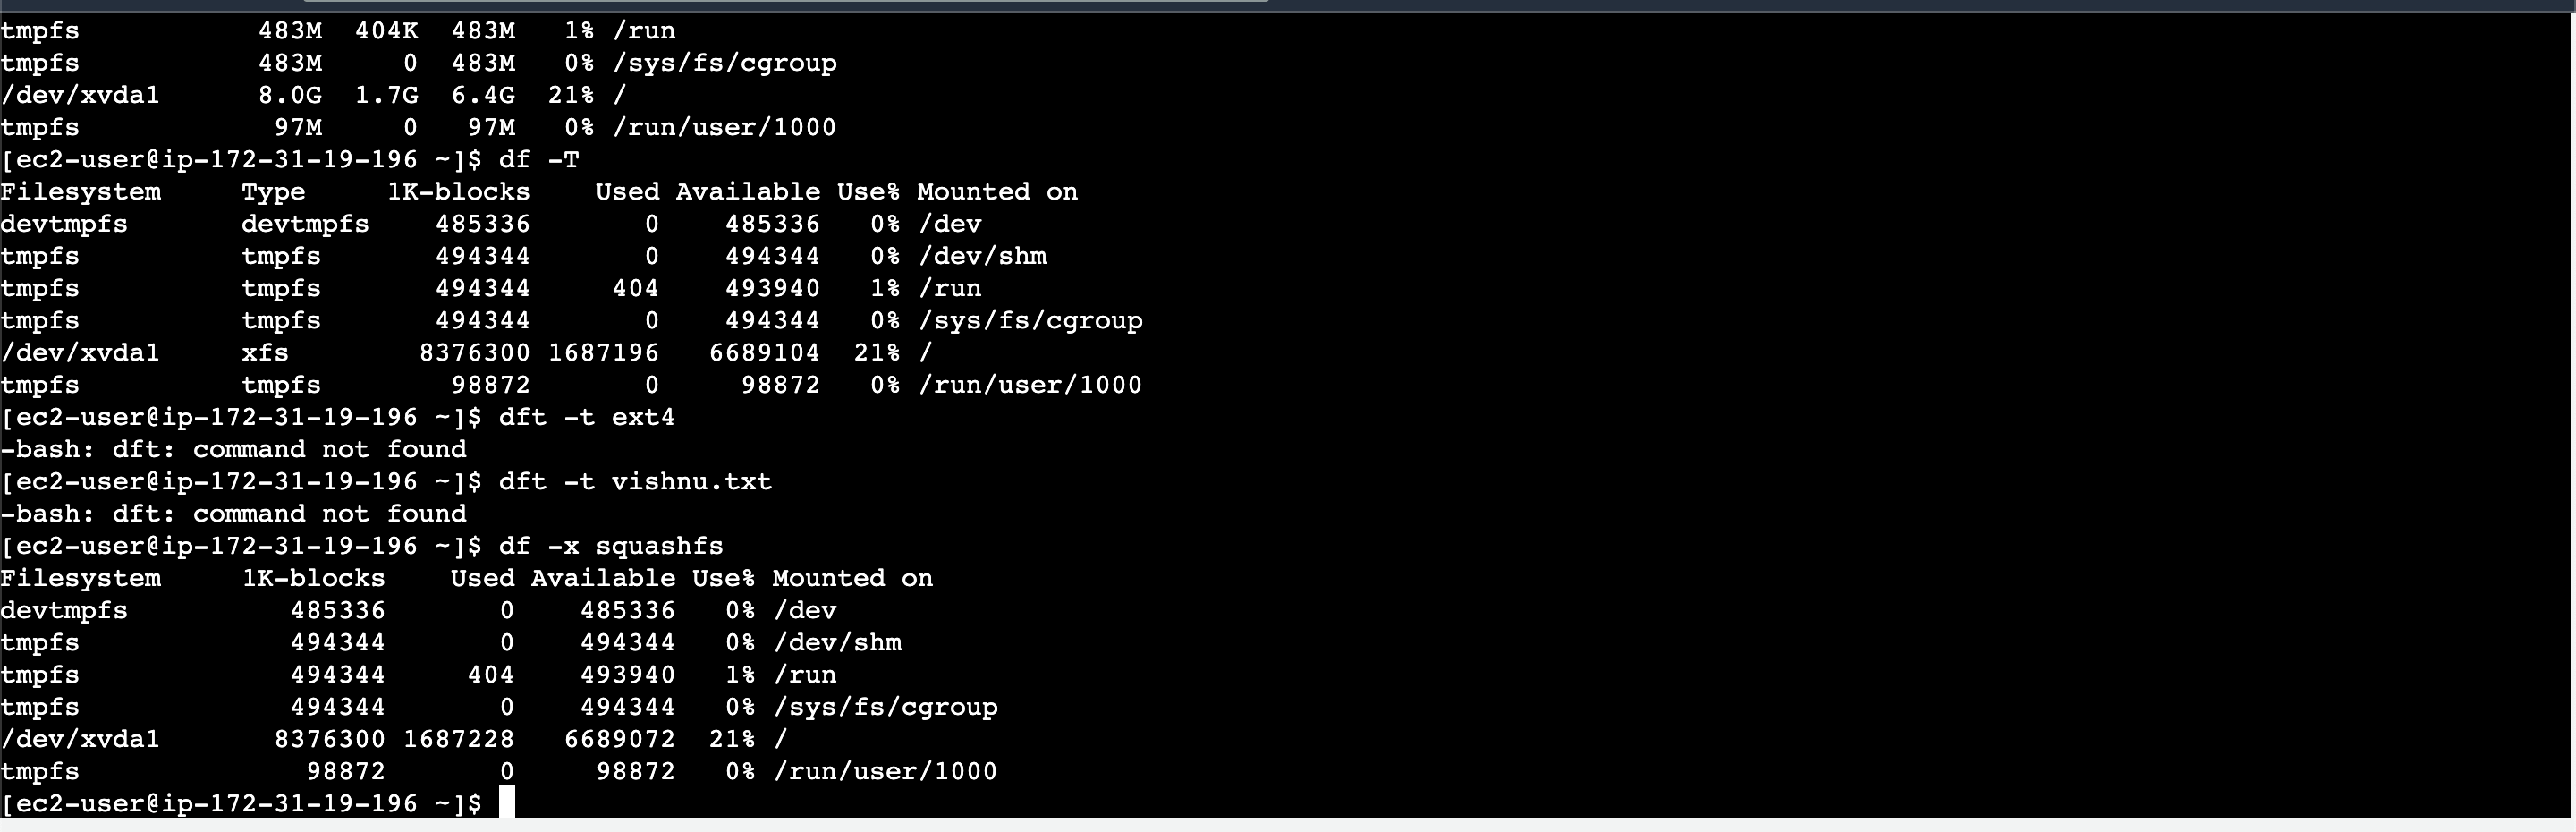 tmpfs           483M  404K  483M   1% /run
tmpfs           483M     0  483M   0% /sys/fs/cgroup
/dev/xvda1      8.0G  1.7G  6.4G  21% /
tmpfs            97M     0   97M   0% /run/user/1000
[ec2-user@ip-172-31-19-196 ~]$ df -T
Filesystem     Type     1K-blocks    Used Available Use% Mounted on
devtmpfs       devtmpfs    485336       0    485336   0% /dev
tmpfs          tmpfs       494344       0    494344   0% /dev/shm
tmpfs          tmpfs       494344     404    493940   1% /run
tmpfs          tmpfs       494344       0    494344   0% /sys/fs/cgroup
/dev/xvda1     xfs        8376300 1687196   6689104  21% /
tmpfs          tmpfs        98872       0     98872   0% /run/user/1000
[ec2-user@ip-172-31-19-196 ~]$ dft -t ext4
-bash: dft: command not found
[ec2-user@ip-172-31-19-196 ~]$ dft -t vishnu.txt
-bash: dft: command not found
[ec2-user@ip-172-31-19-196 ~]$ df -x squashfs
Filesystem     1K-blocks    Used Available Use% Mounted on
devtmpfs          485336       0    485336   0% /dev
tmpfs             494344       0    494344   0% /dev/shm
tmpfs             494344     404    493940   1% /run
tmpfs             494344       0    494344   0% /sys/fs/cgroup
/dev/xvda1       8376300 1687228   6689072  21% /
tmpfs              98872       0     98872   0% /run/user/1000
[ec2-user@ip-172-31-19-196 ~]$